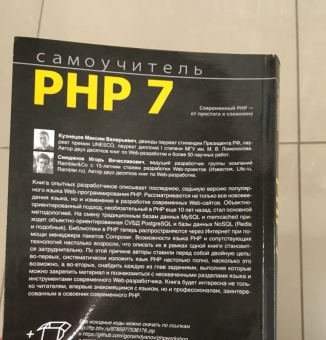 самоучитель
PHP 7
Современный PHP —
от простого к сложному
Кузнецов Максим Валерьевич, дважды лауреат стипендии Президента РФ, лау-
реат премии UNESCO, лауреат диплома I степени МГУ им. М. В. Ломоносова.
Автор двух десятков книг по Web-разработке и более 50 научных работ.
Симдянов Игорь Вячеславович, ведущий разработчик группы компаний
Rambler&Co с 15-летним стажем разработки Web-проектов (Известия, Life.ru,
Rambler.ru). Автор двух десятков книг по Web-разработке.
Книга опытных разработчиков описывает последнюю, седьмую версию популяр-
ного языка Web-программирования PHP. Рассматриваются не только все нововве-
дения языка, но и изменения в разработке современных Web-сайтов. Объектно-
ориентированный подход, необязательный в PHP еще 10 лет назад, стал основной
методологией. На смену традиционным базам данных MySQL и memcached при-
ходят объектно-ориентированная СУБД PostgreSQL и базы данных NoSQL (Redis
и подобные). Библиотеки в PHP теперь распространяются через Интернет при по-
мощи менеджера пакетов Composer. Возможности языка PHP и сопутствующих
технологий настолько возросли, что описать их в рамках одной книги становит-
ся затруднительно. По этой причине авторы ставили перед собой двойную цель:
во-первых, систематически изложить язык PHP настолько полно, насколько это
возможно, а во-вторых, снабдить каждую из глав заданиями, выполняя которые
можно закрепить материал и познакомиться с неохваченными разделами языка и
инструментами современного Web-разработчика. Книга будет интересна не толь-
ко читателям, впервые знакомящимся с языком, но и профессионалам, заинтере-
сованным в освоении современного PHP.
исходные коды можно скачать по ссылкам
ftp://ftp.bhv.ru/9785977538176.zip
и https://github.com/igorsimdyanov/phpworkshop